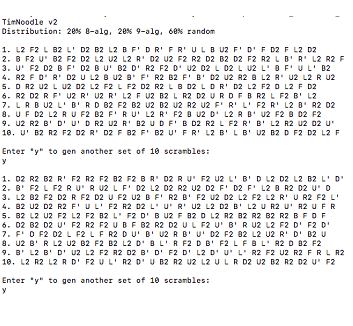 TimNoodle v2
Distribution: 20% 8-alg, 20% 9-alg, 60% random
1. L2 F2 L B2 L' D2 B2 L2 B F' D R' F R' U L B U2 F' D' F D2 F L2 D2
2. B F2 U' B2 F2 D2 L2 U2 L2 R' D2 U2 F2 R2 D2 B2 D2 F2 R2 L B' R' L2 R2 F
3. U' F2 D2 B F' D2 B U' B2 D' R2 F2 D' U2 D2 L D2 L U2 L' B F' U L' B2
4. R2 F D' R' D2 U L2 B U2 B' F' R2 B2 F' B' D2 U2 R2 B L2 R' U2 L2 R U2
5. D R2 U2 L U2 D2 L2 F2 L F2 D2 R2 L B D2 L D R' D2 L2 F2 D L2 F D2
6. R2 D2 R F' U2 R' U2 R' L2 F U2 B2 L R2 D2 U R D F B R2 L F2 B' L2
7. L R B U2 L' B' R D B2 F2 B2 U2 U2 B2 U2 R2 U2 F' R' L' F' R' L2 B' R2 D2
8. U F D2 L2 R U F2 B2 F' R U' L2 R' F2 B U2 D' L2 R B' U2 F2 B D2 F2
9. U2 R2 B' D' U' D R2 U2 R' B2 U D F' B D2 R2 L F2 R' B' L2 R2 U2 D2 U'
10. U' B2 R2 F2 D2 R' D2 F B2 F' B2 U' F R' L2 B' L B' U2 B2 D F2 D2 L2 F
Enter "y" to gen another set of 10 scrambles:
y
1. D2 R2 B2 R' F2 R2 F2 B2 F2 B R' D2 R U' F2 U2 L' B' D L2 D2 L2 B2 L' D'
2. B' F2 L F2 R U' R U2 L F' D2 L2 D2 R2 U2 D2 F' D2 F' L2 B R2 D2 U' D
3. L2 B2 F2 D2 R F2 D2 U F2 U2 B F' R2 B' F2 U2 D2 L2 F2 L2 R' U R2 F2 L'
4. B2 U2 D2 R2 F' U L' F2 R2 D2 L' U' R' U2 L2 D2 B' L2 U R2 U' R2 U F R
5. B2 L2 U2 F2 L2 F2 B2 L' F2 D' B U2 F B2 D L2 R2 B2 R2 B2 R2 B F D F
6. D2 B2 D2 U' F2 R2 F2 U B F B2 R2 D2 U L F2 U' B' R U2 L2 F2 D' F2 D'
7. F' D F2 D2 L F2 L F R2 D U' B' U2 R B' U' D2 F2 B2 L2 U2 R' D' B2 U
8. U2 B' R L2 U2 B2 F2 B2 L2 D' B L' R F2 D B' F2 L F B L' R2 D B2 F2
9. B' L2 B' D' U2 L2 F2 R2 D2 B' D' F2 D' L2 D' U' L' R2 F2 U2 R2 F R L R2
10. L2 R2 L2 R D' F2 U L' R2 D' U B2 R2 U2 L2 U L R D2 U2 B2 R2 D2 U' F2
Enter "y" to gen another set of 10 scrambles:
y